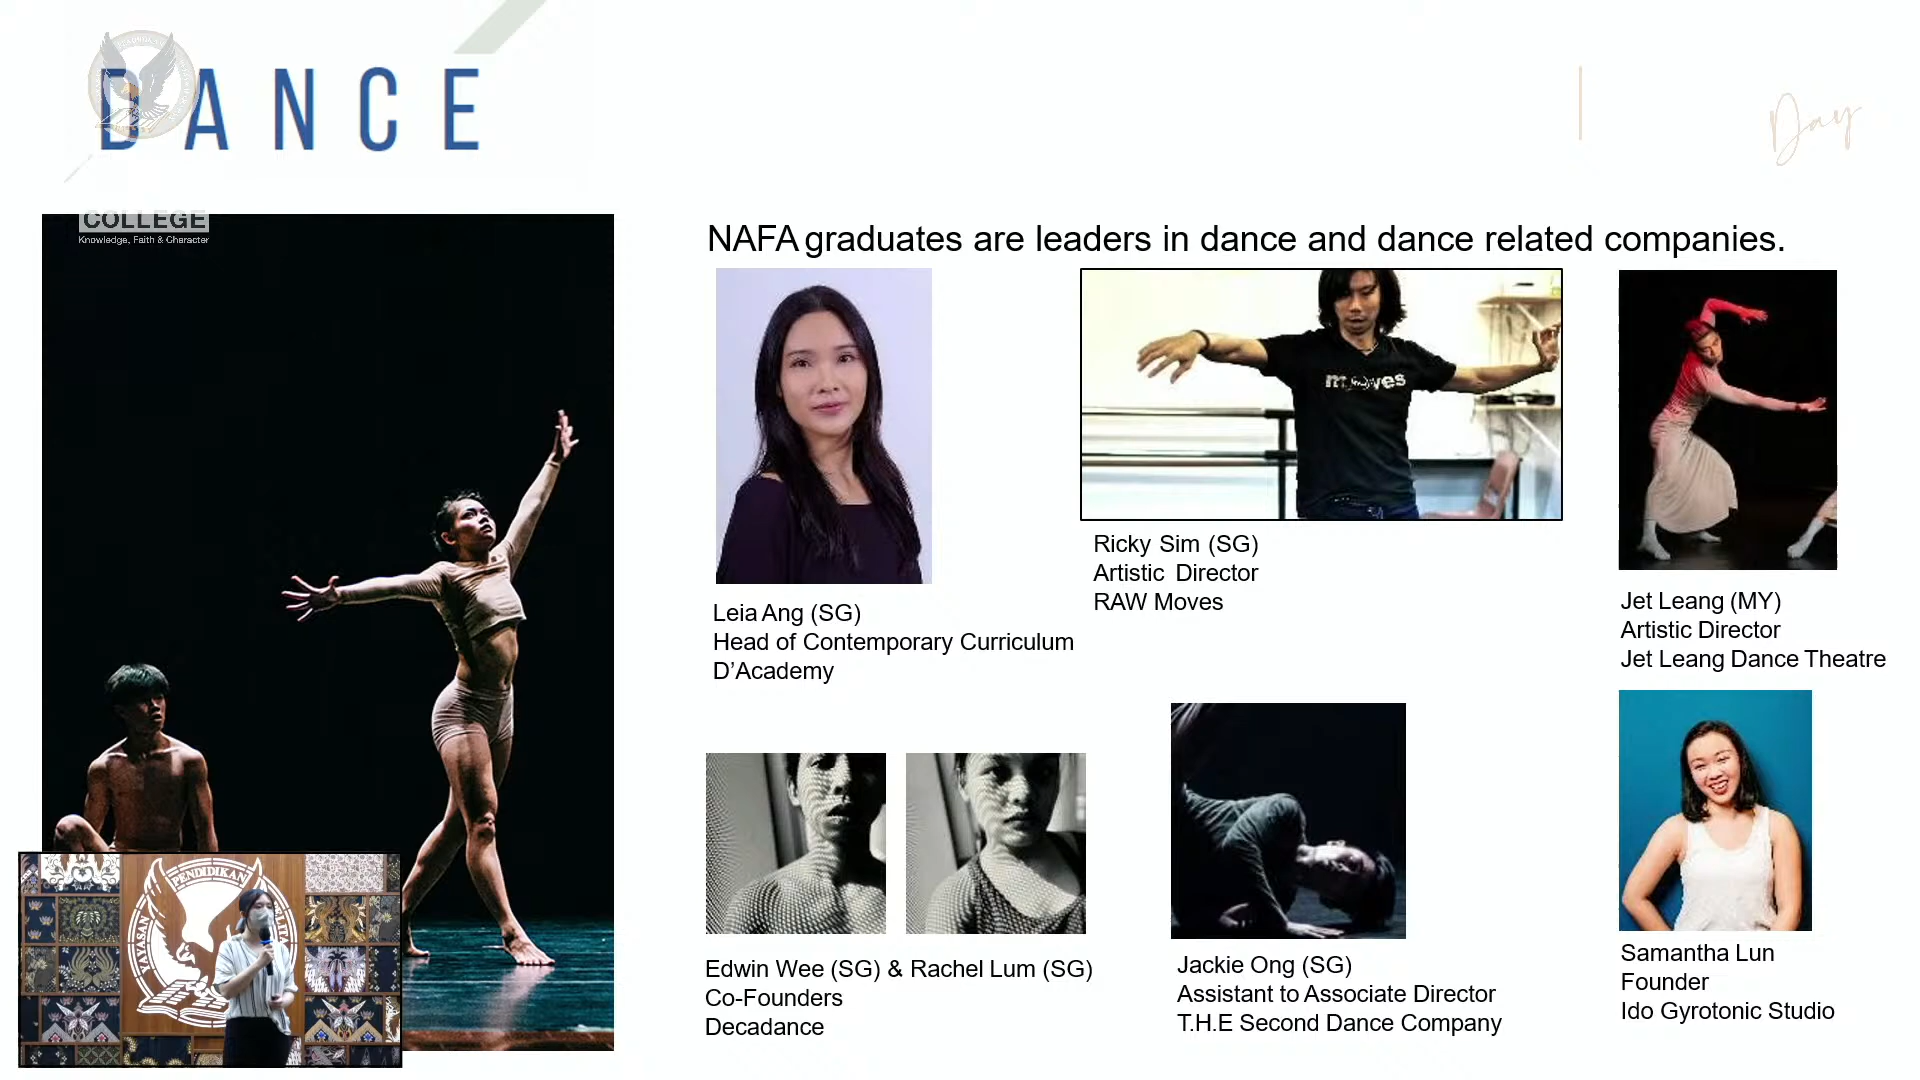 DANCE
Day
COLLEGE
Knowledge, Faith & Character
NAFA graduates are leaders in dance and dance related companies.
Leia Ang (SG)
Head of Contemporary Curriculum
D’Academy
Ricky Sim (SG)
Artistic Director
RAW Moves
Jet Leang (MY)
Artistic Director
Jet Leang Dance Theatre
Edwin Wee (SG) & Rachel Lum (SG)
Co-Founders
Decadance
Jackie Ong (SG)
Assistant to Associate Director
T.H.E Second Dance Company
Samantha Lun
Founder
Ido Gyrotonic Studio
YAYASAN PENDIDIKAN